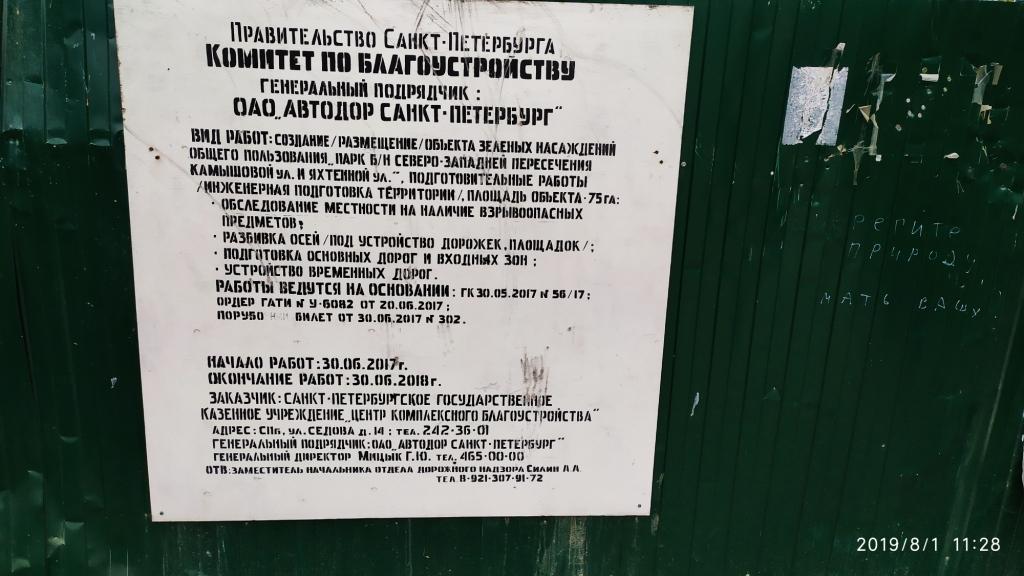 Правительство Санкт-Петербурга
Комитет по благоустройству
генеральный подрядчик:
ОАО „Автодор Санкт-Петербург"
Вид работ: создание/размещение/объекта зеленых насаждений
общего пользования „Парк б/н северо-западней пересечения
Камышовой ул. и Яхтенной ул.", подготовительные работы
/инженерная подготовка территории/, площадь объекта-75га:
· обследование местности на наличие взрывоопасных
предметов;
· разбивка осей /под устройство дорожек, площадок/;
· подготовка основных дорог и входных зон;
· устройство временных дорог.
Работы ведутся на основании: ГК 30.05.2017 № 56/17;
ордер ГАТИ № У-6082 от 20.06.2017;
порубо билет от 30.06.2017 № 302.
Начало работ: 30.06.2017г.
Окончание работ: 30.06.2018г.
Заказчик: Санкт-Петербургское государственное
казенное учреждение „Центр комплексного благоустройства"
Адрес: СПб, ул. Седова д. 14; тел. 242-36-01
Генеральный подрядчик: ОАО „Автодор Санкт-Петербург"
генеральный директор Мицык Г.Ю. тел. 465-00-00
Отв: заместитель начальника отдела дорожного надзора Силин А.А.
тел 8-921-307-91-72
регите
природу
мать вашу
2019/8/1 11:28